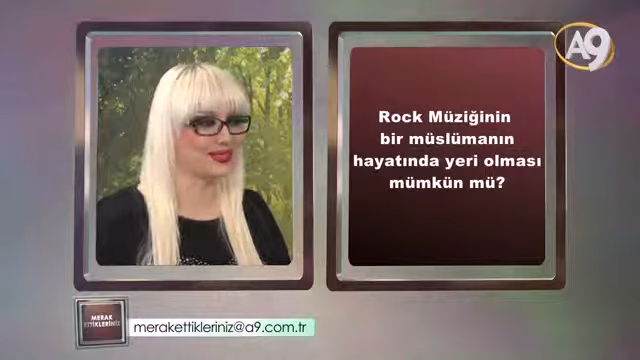 A9
Rock Müziğinin
bir müslümanın
hayatında yeri olması
mümkün mü?
MERAK
ETTİKLERİNİZ
merakettikleriniz@a9.com.tr